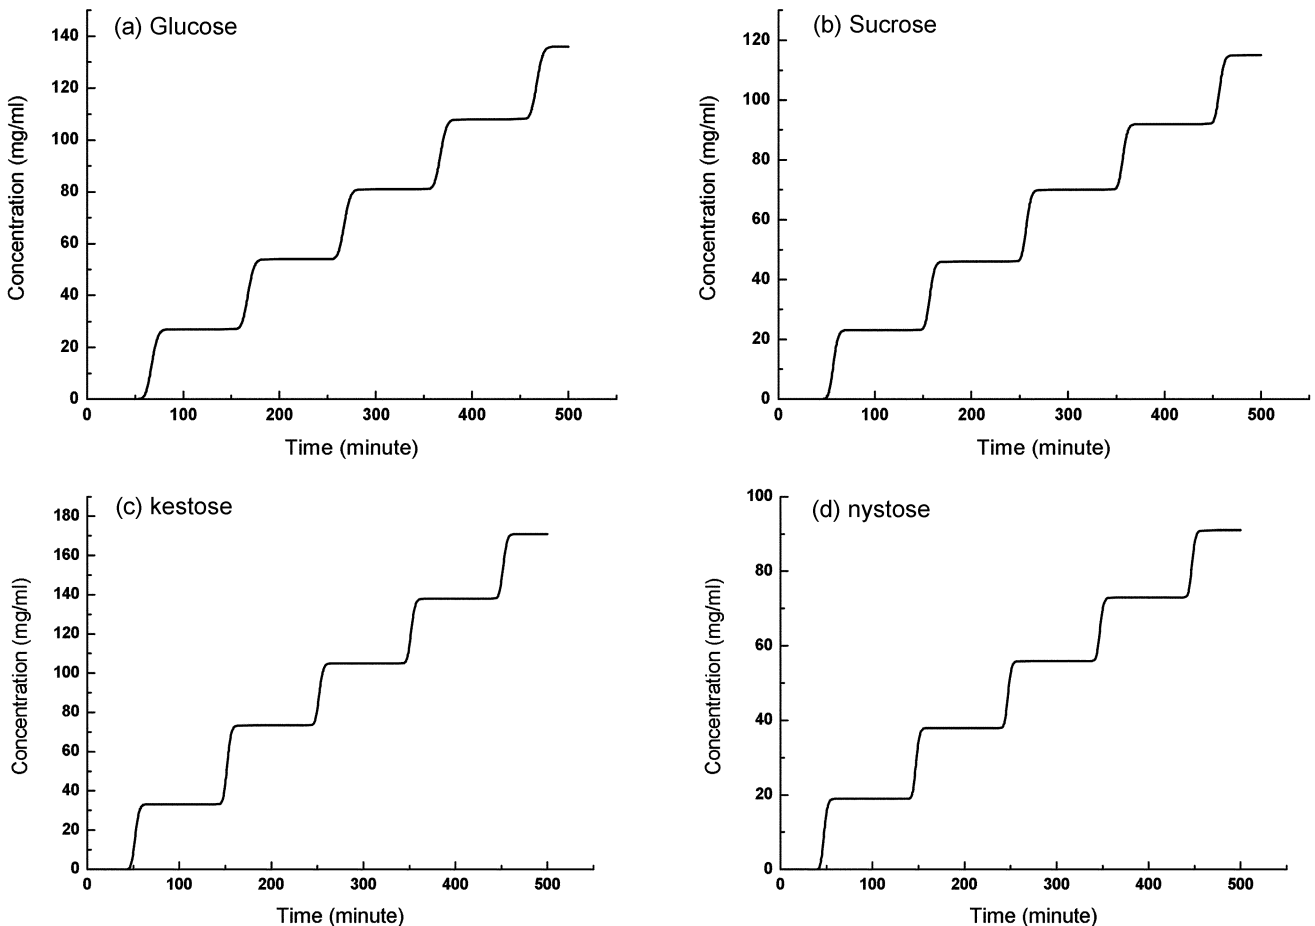 (a) Glucose
Concentration (mg/ml)
140
120
100
80
60
40
20
0
0 100 200 300 400 500
Time (minute)
(b) Sucrose
Concentration (mg/ml)
120
100
80
60
40
20
0
0 100 200 300 400 500
Time (minute)
(c) kestose
Concentration (mg/ml)
180
160
140
120
100
80
60
40
20
0
0 100 200 300 400 500
Time (minute)
(d) nystose
Concentration (mg/ml)
100
80
60
40
20
0
0 100 200 300 400 500
Time (minute)